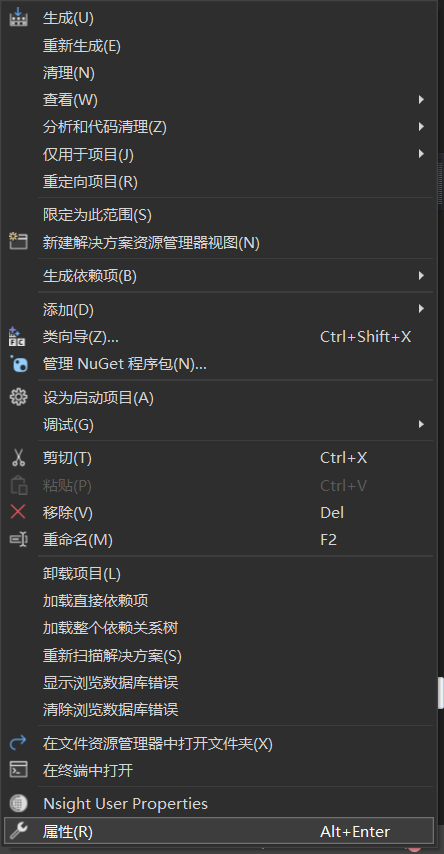 生成(U)
重新生成(E)
清理(N)
查看(W)
分析和代码清理(Z)
仅用于项目(J)
重定向项目(R)
限定为此范围(S)
新建解决方案资源管理器视图(N)
生成依赖项(B)
添加(D)
类向导(Z)... Ctrl+Shift+X
管理 NuGet 程序包(N)...
设为启动项目(A)
调试(G)
剪切(T) Ctrl+X
粘贴(P) Ctrl+V
移除(V) Del
重命名(M) F2
卸载项目(L)
加载直接依赖项
加载整个依赖关系树
重新扫描解决方案(S)
显示浏览数据库错误
清除浏览数据库错误
在文件资源管理器中打开文件夹(X)
在终端中打开
Nsight User Properties
属性(R) Alt+Enter